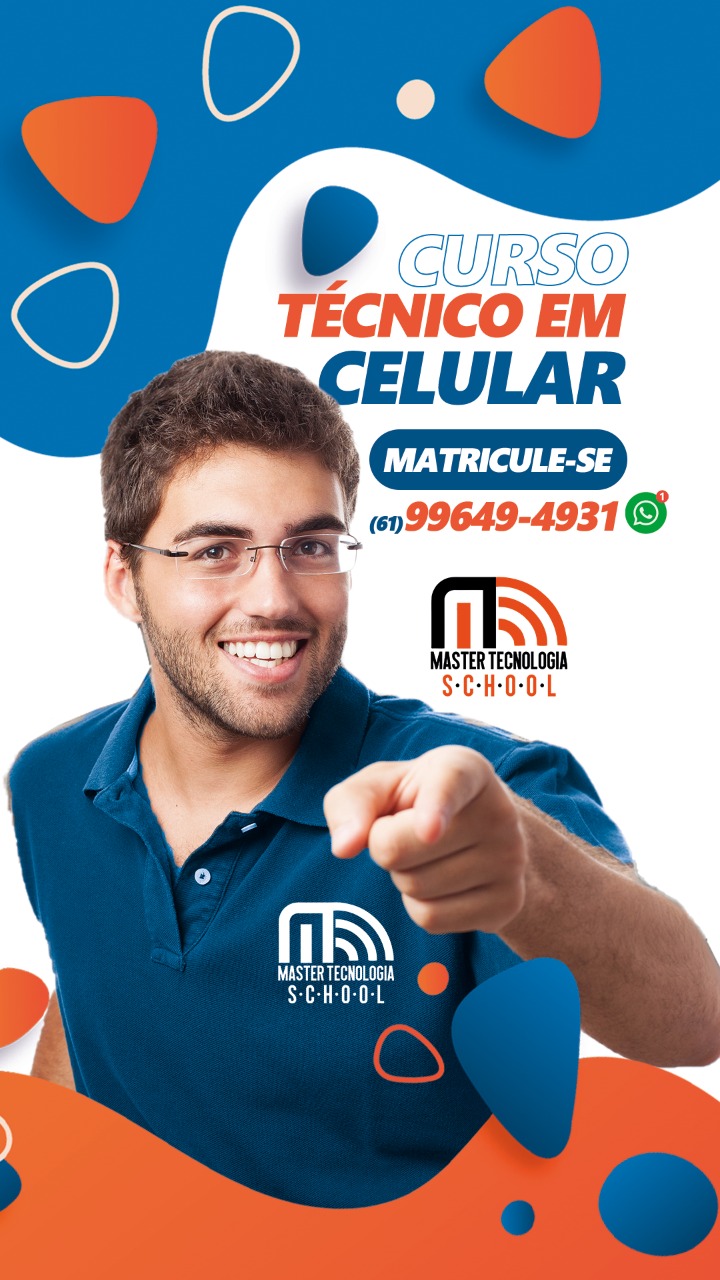 CURSO
TÉCNICO EM
CELULAR
MATRICULE-SE
(61)99649-4931
1
MASTER TECNOLOGIA
S·C·H·O·O·L
MASTER TECNOLOGIA
S·C·H·O·O·L